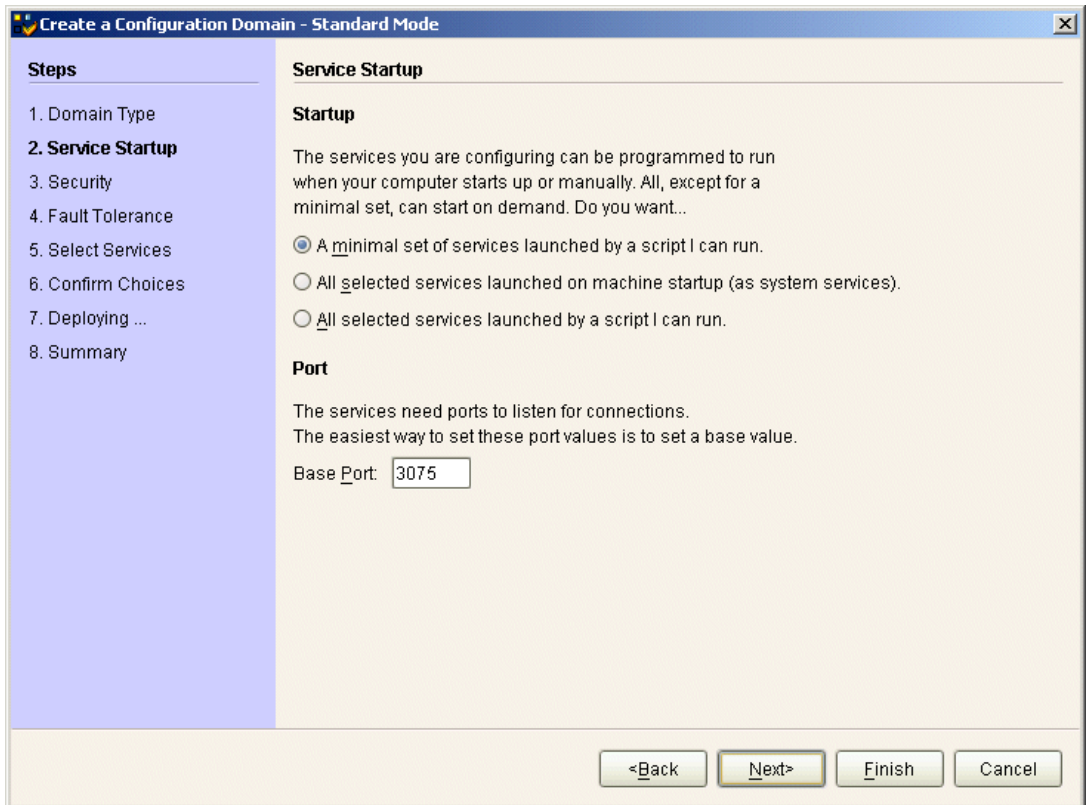 Create a Configuration Domain - Standard Mode
Steps
1. Domain Type
2. Service Startup
3. Security
4. Fault Tolerance
5. Select Services
6. Confirm Choices
7. Deploying ...
8. Summary
Service Startup
Startup
The services you are configuring can be programmed to run
when your computer starts up or manually. All, except for a
minimal set, can start on demand. Do you want...
A minimal set of services launched by a script I can run.
All selected services launched on machine startup (as system services).
All selected services launched by a script I can run.
Port
The services need ports to listen for connections.
The easiest way to set these port values is to set a base value.
Base Port: 3075
<Back Next> Finish Cancel